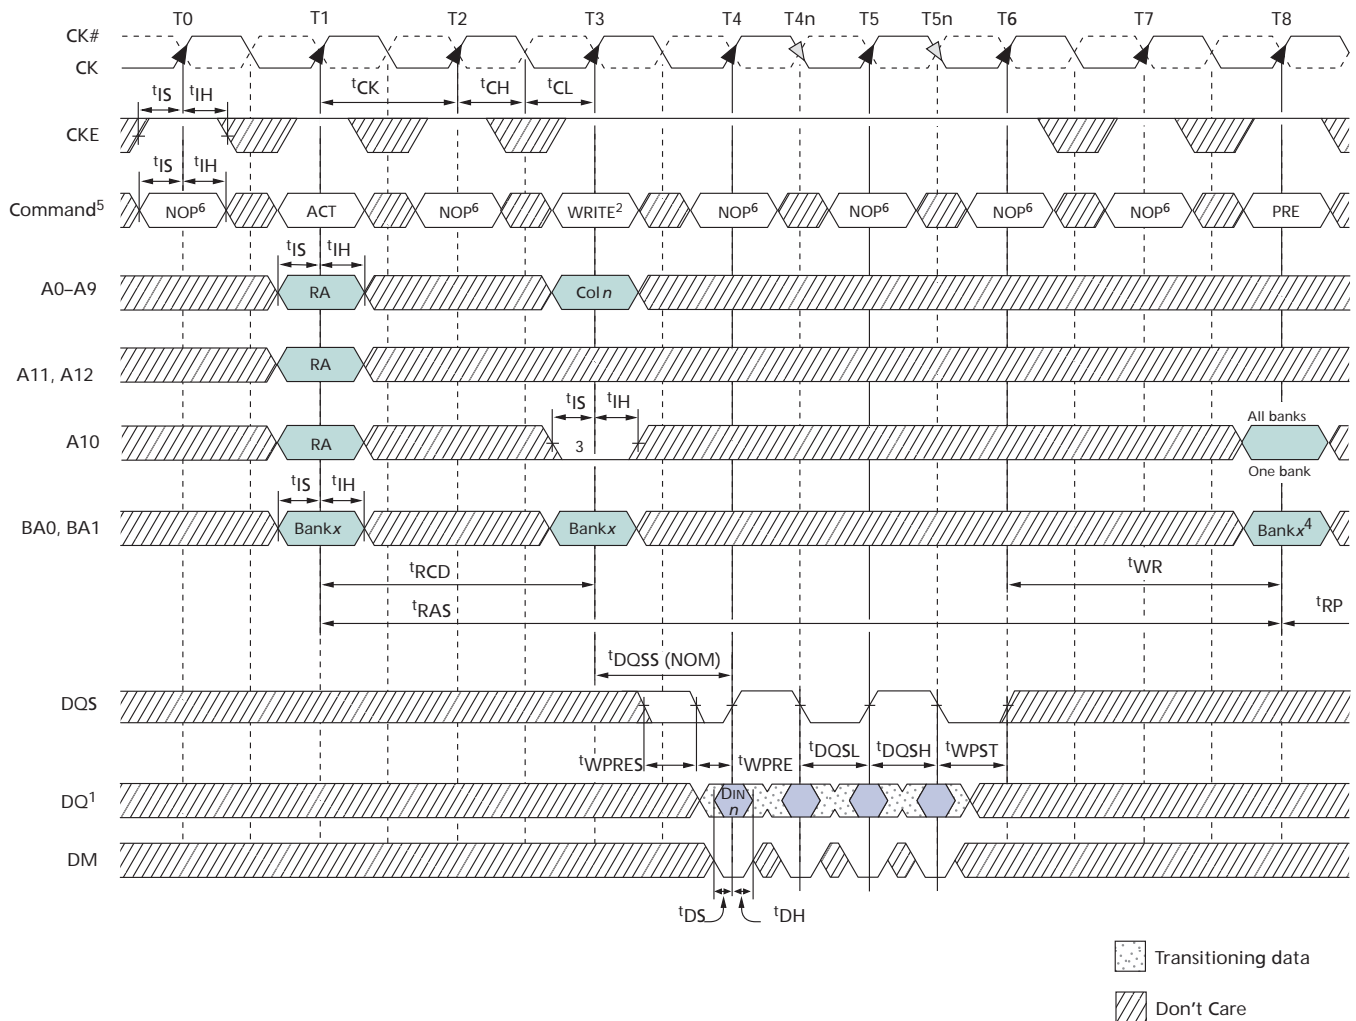 T0 T1 T2 T3 T4 T4n T5 T5n T6 T7 T8
CK#
CK
tIS tIH tCK tCH tCL
CKE
tIS tIH
Command5 NOP6 ACT NOP6 WRITE2 NOP6 NOP6 NOP6 NOP6 PRE
tIS tIH
A0–A9 RA Col n
A11, A12 RA
tIS tIH
A10 RA 3 All banks
One bank
tIS tIH
BA0, BA1 Bank x Bank x Bank x4
tRCD tWR
tRAS tRP
tDQSS (NOM)
DQS
tWPRES tWPRE tDQSL tDQSH tWPST
DQ1 DIN
n
DM
tDS tDH
Transitioning data
Don't Care